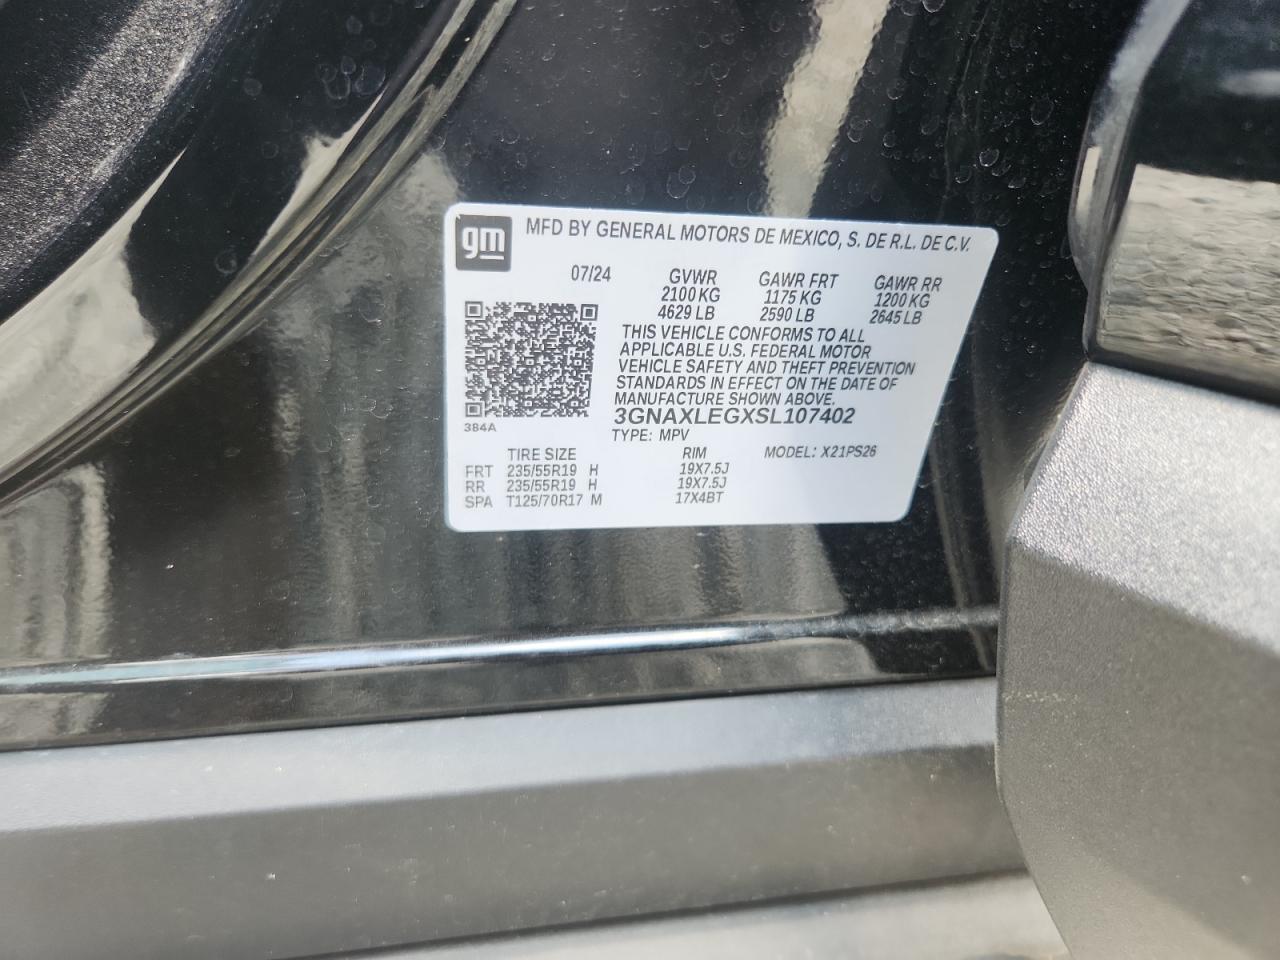 gm
MFD BY GENERAL MOTORS DE MEXICO, S. DE R.L. DE C.V.
07/24 GVWR GAWR FRT GAWR RR
2100 KG 1175 KG 1200 KG
4629 LB 2590 LB 2645 LB
THIS VEHICLE CONFORMS TO ALL
APPLICABLE U.S. FEDERAL MOTOR
VEHICLE SAFETY AND THEFT PREVENTION
STANDARDS IN EFFECT ON THE DATE OF
MANUFACTURE SHOWN ABOVE.
3GNAXLEGXSL107402
384A
TYPE: MPV
TIRE SIZE RIM MODEL: X21PS26
FRT 235/55R19 H 19X7.5J
RR 235/55R19 H 19X7.5J
SPA T125/70R17 M 17X4BT